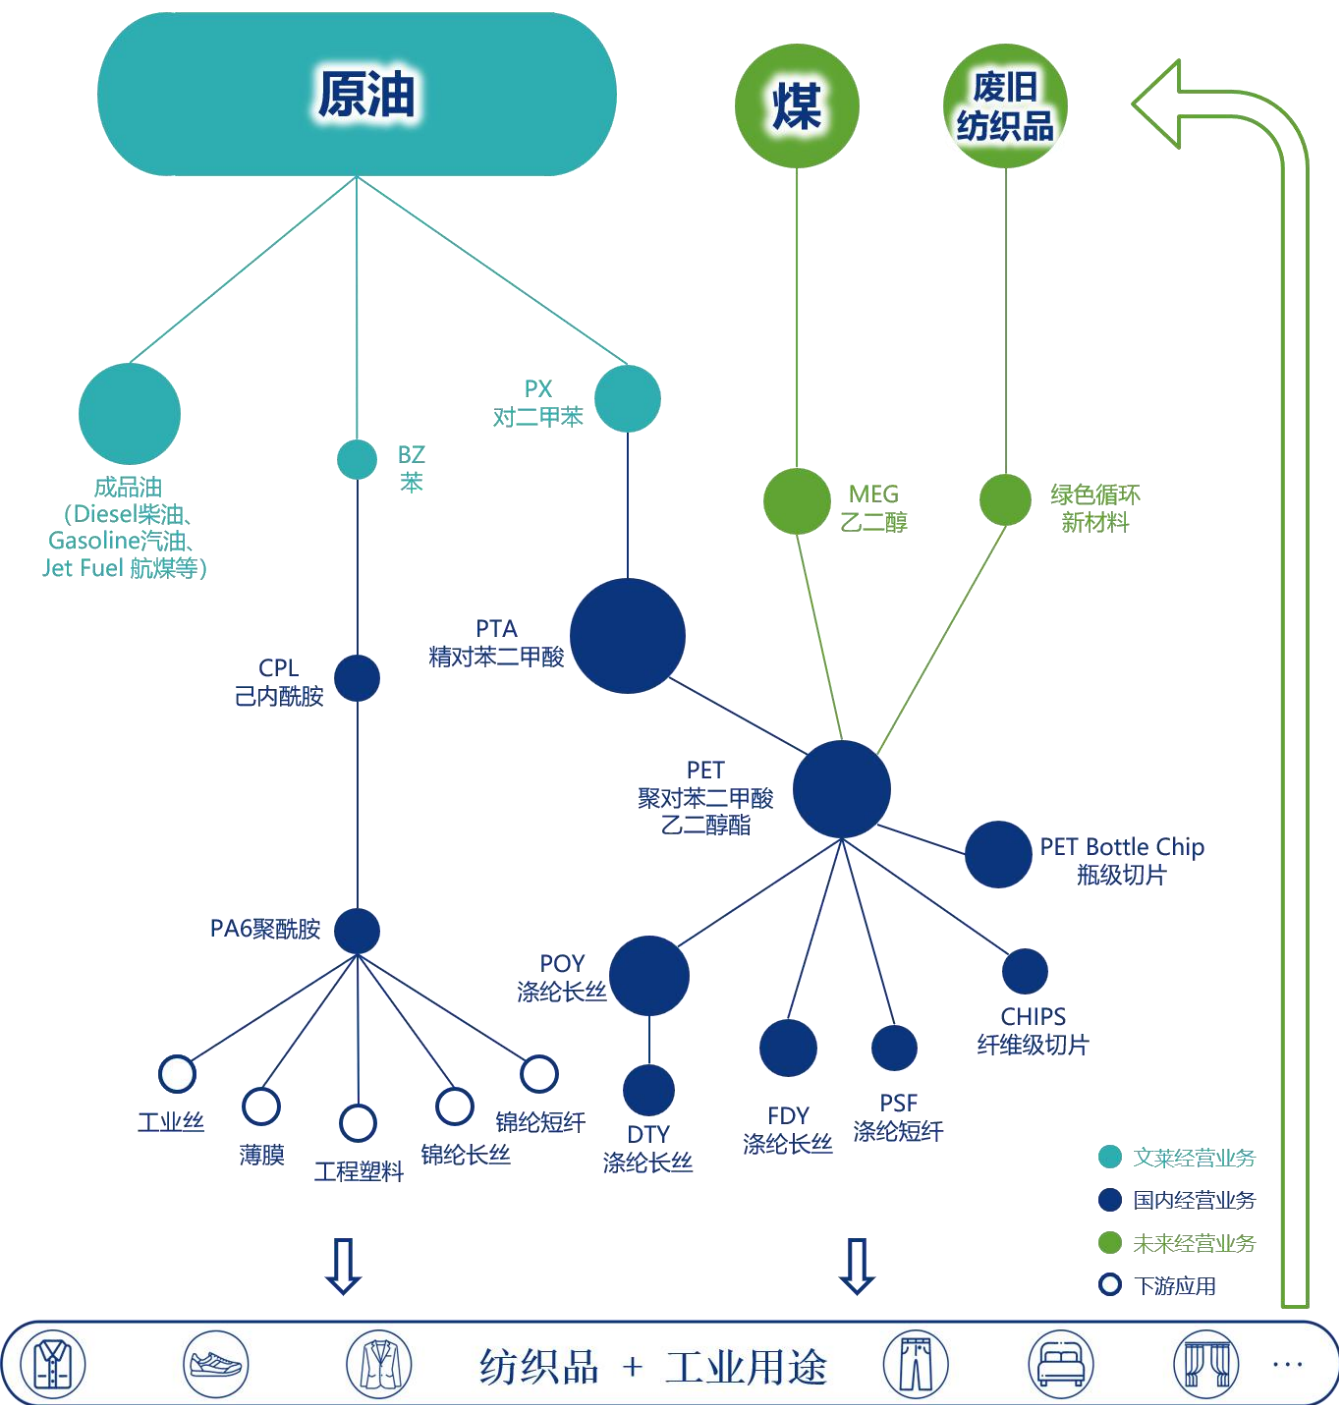 原油
煤
废旧
纺织品
PX
对二甲苯
BZ
苯
成品油
（Diesel柴油、
Gasoline汽油、
Jet Fuel 航煤等）
MEG
乙二醇
绿色循环
新材料
PTA
精对苯二甲酸
CPL
己内酰胺
PET
聚对苯二甲酸
乙二醇酯
PET Bottle Chip
瓶级切片
PA6聚酰胺
POY
涤纶长丝
CHIPS
纤维级切片
工业丝
薄膜
工程塑料
锦纶长丝
锦纶短纤
DTY
涤纶长丝
FDY
涤纶长丝
PSF
涤纶短纤
文莱经营业务
国内经营业务
未来经营业务
下游应用
纺织品 + 工业用途 ···